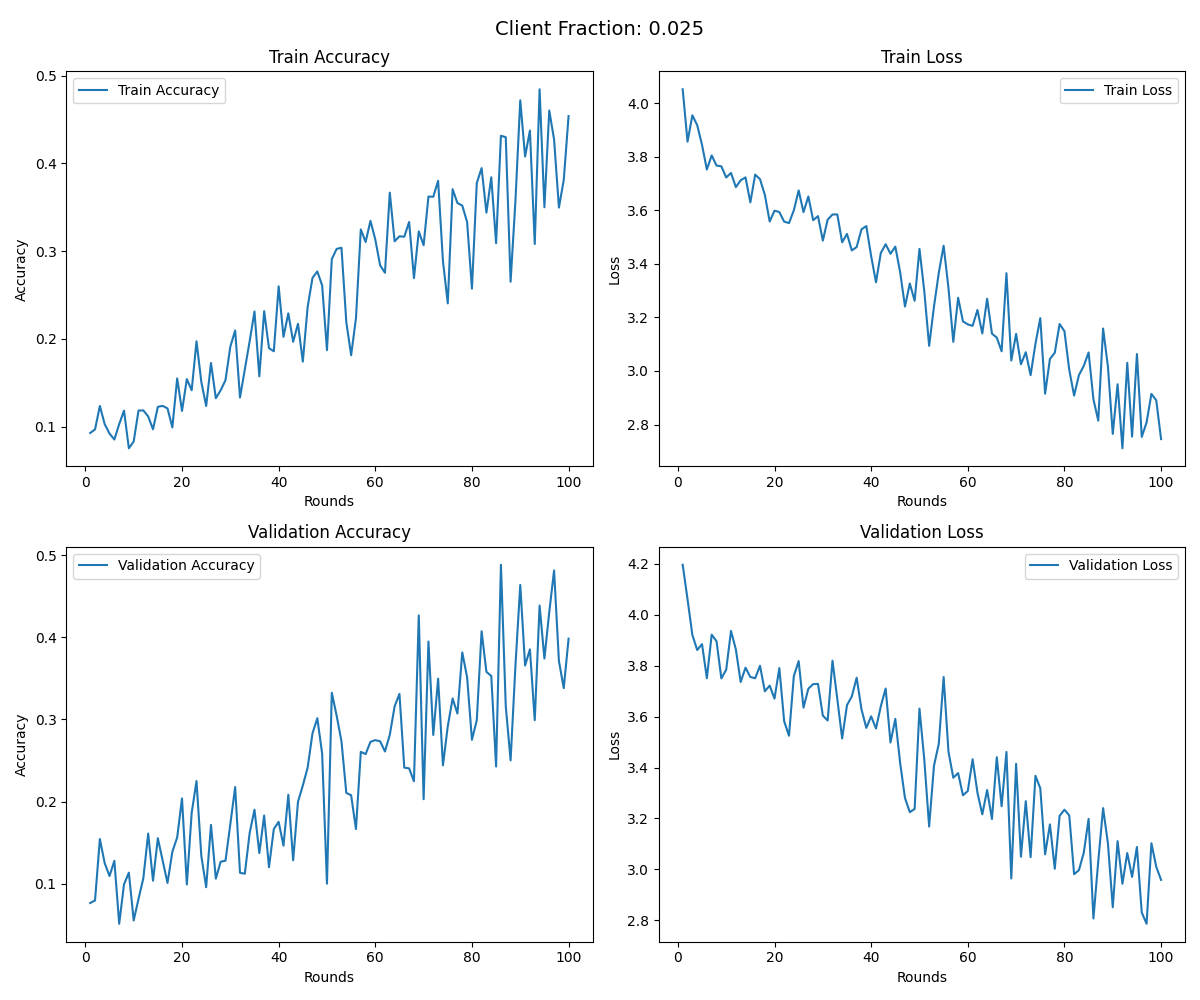 Client Fraction: 0.025
Train Accuracy
Train Accuracy
0.5
0.4
0.3
0.2
0.1
Accuracy
0 20 40 60 80 100
Rounds
Train Loss
Train Loss
4.0
3.8
3.6
3.4
3.2
3.0
2.8
Loss
0 20 40 60 80 100
Rounds
Validation Accuracy
Validation Accuracy
0.5
0.4
0.3
0.2
0.1
Accuracy
0 20 40 60 80 100
Rounds
Validation Loss
Validation Loss
4.2
4.0
3.8
3.6
3.4
3.2
3.0
2.8
Loss
0 20 40 60 80 100
Rounds